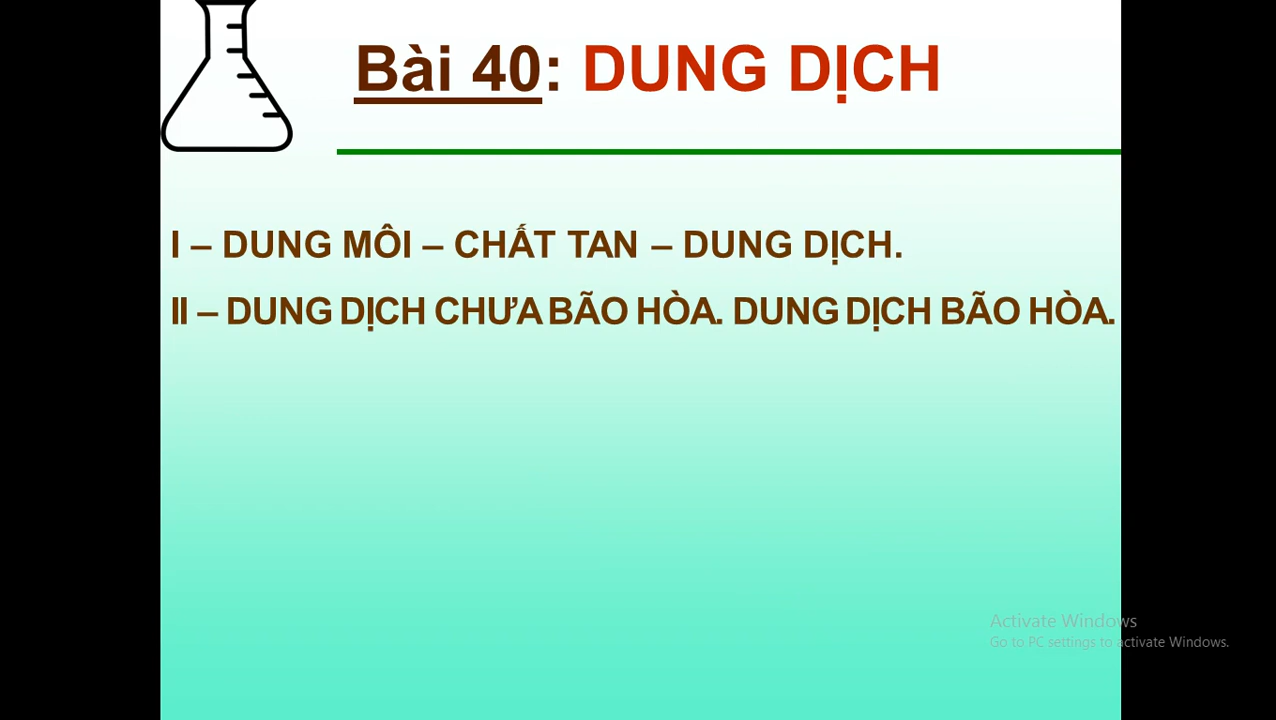 Bài 40: DUNG DỊCH
I – DUNG MÔI – CHẤT TAN – DUNG DỊCH.
II – DUNG DỊCH CHƯA BÃO HÒA. DUNG DỊCH BÃO HÒA.
Activate Windows
Go to PC settings to activate Windows.